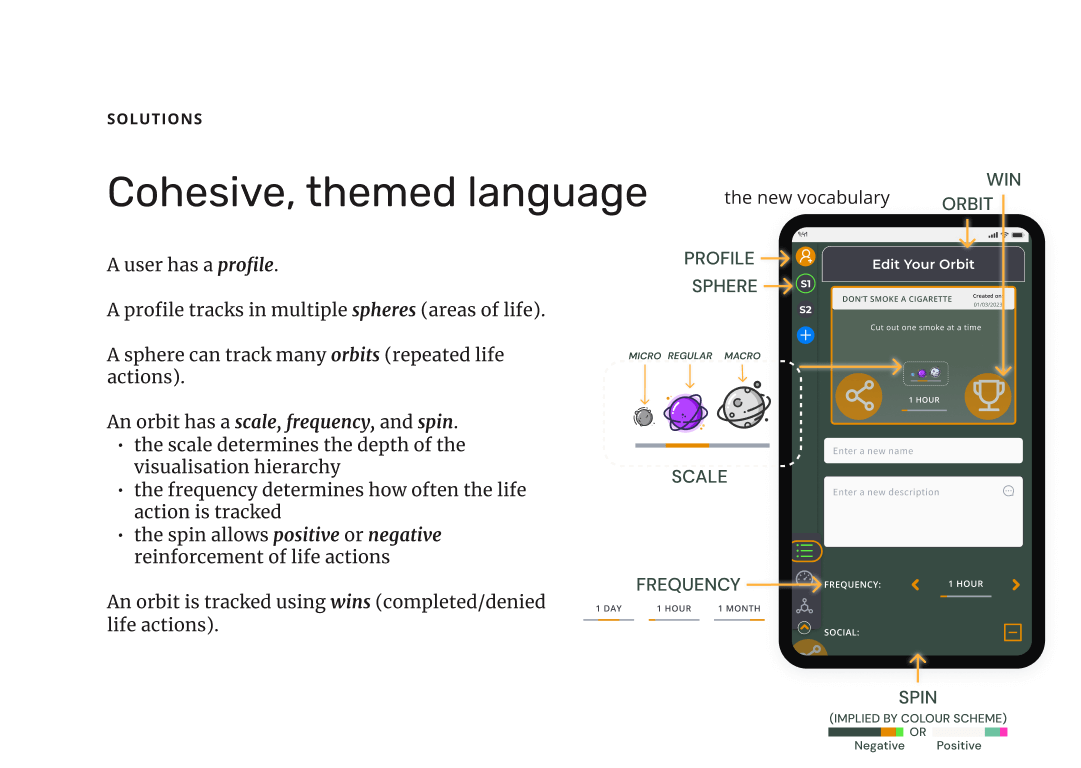 SOLUTIONS
Cohesive, themed language
A user has a profile.
A profile tracks in multiple spheres (areas of life).
A sphere can track many orbits (repeated life
actions).
An orbit has a scale, frequency, and spin.
• the scale determines the depth of the
visualisation hierarchy
• the frequency determines how often the life
action is tracked
• the spin allows positive or negative
reinforcement of life actions
An orbit is tracked using wins (completed/denied
life actions).
the new vocabulary
WIN
ORBIT
PROFILE
SPHERE
9:41
Edit Your Orbit
S1
S2
DON'T SMOKE A CIGARETTE
Created on
01/03/2023
Cut out one smoke at a time
1 HOUR
MICRO REGULAR MACRO
SCALE
Enter a new name
Enter a new description
FREQUENCY
1 DAY
1 HOUR
1 MONTH
FREQUENCY:
1 HOUR
SOCIAL:
SPIN
(IMPLIED BY COLOUR SCHEME)
OR
Negative
Positive